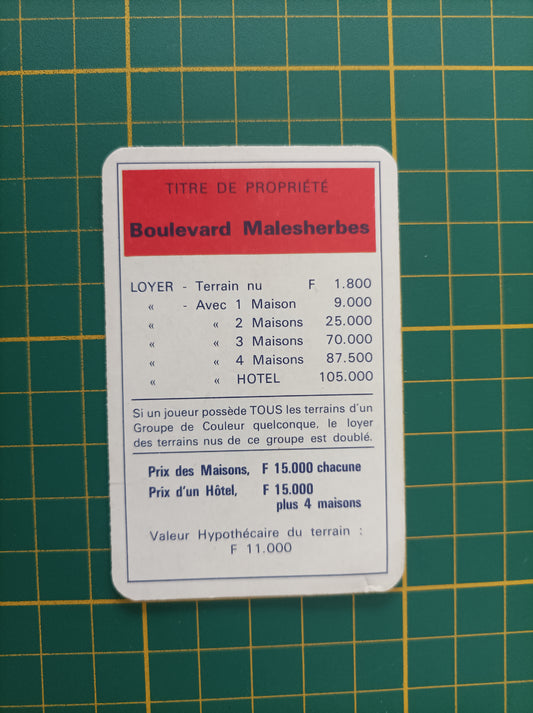 TITRE DE PROPRIÉTÉ
Boulevard Malesherbes
LOYER - Terrain nu F 1.800
« - Avec 1 Maison 9.000
« « 2 Maisons 25.000
« « 3 Maisons 70.000
« « 4 Maisons 87.500
« « HOTEL 105.000
Si un joueur possède TOUS les terrains d'un
Groupe de Couleur quelconque, le loyer
des terrains nus de ce groupe est doublé.
Prix des Maisons, F 15.000 chacune
Prix d'un Hôtel, F 15.000
plus 4 maisons
Valeur Hypothécaire du terrain :
F 11.000